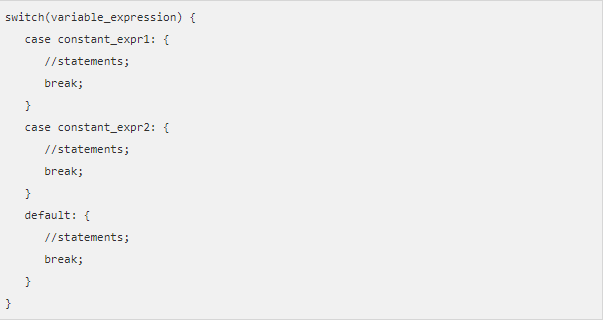 switch(variable_expression) {
   case constant_expr1: {
      //statements;
      break;
   }
   case constant_expr2: {
      //statements;
      break;
   }
   default: {
      //statements;
      break;
   }
}